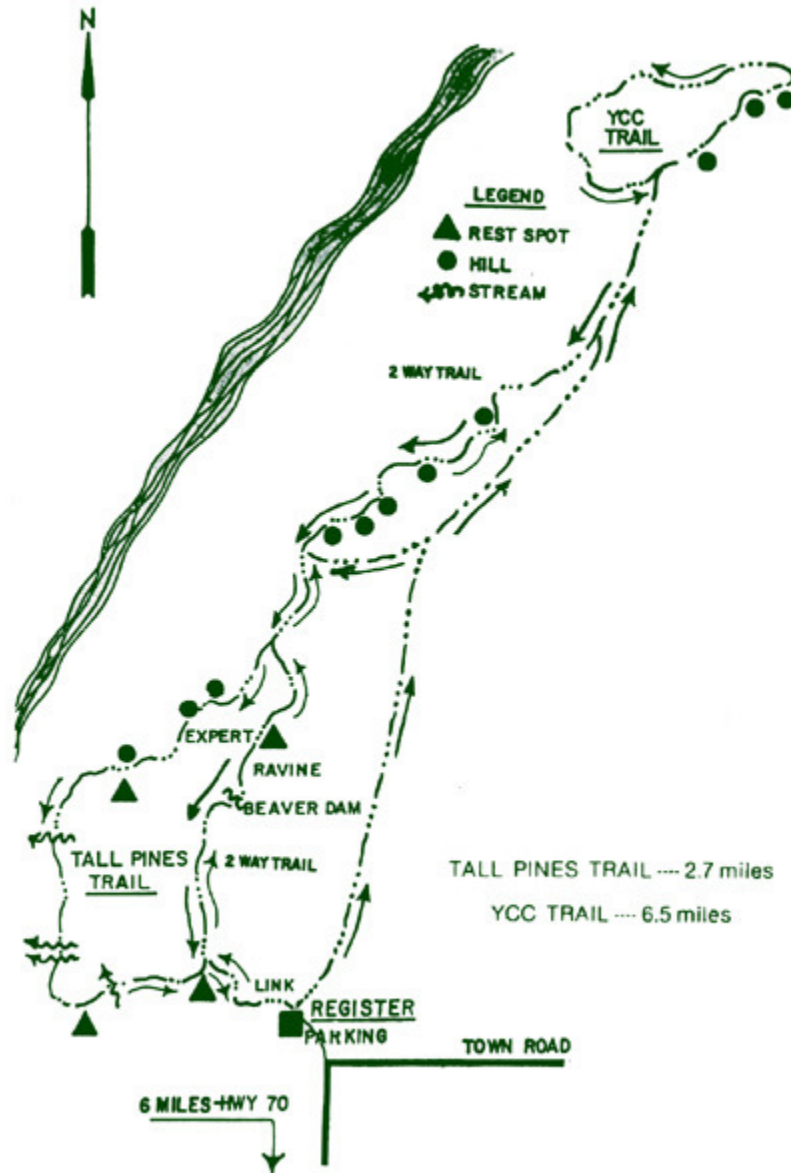 N
YCC
TRAIL
LEGEND
REST SPOT
HILL
STREAM
2 WAY TRAIL
EXPERT
RAVINE
BEAVER DAM
TALL PINES
TRAIL
2 WAY TRAIL
TALL PINES TRAIL ---- 2.7 miles
YCC TRAIL ---- 6.5 miles
LINK
REGISTER
PARKING
TOWN ROAD
6 MILES-HWY 70